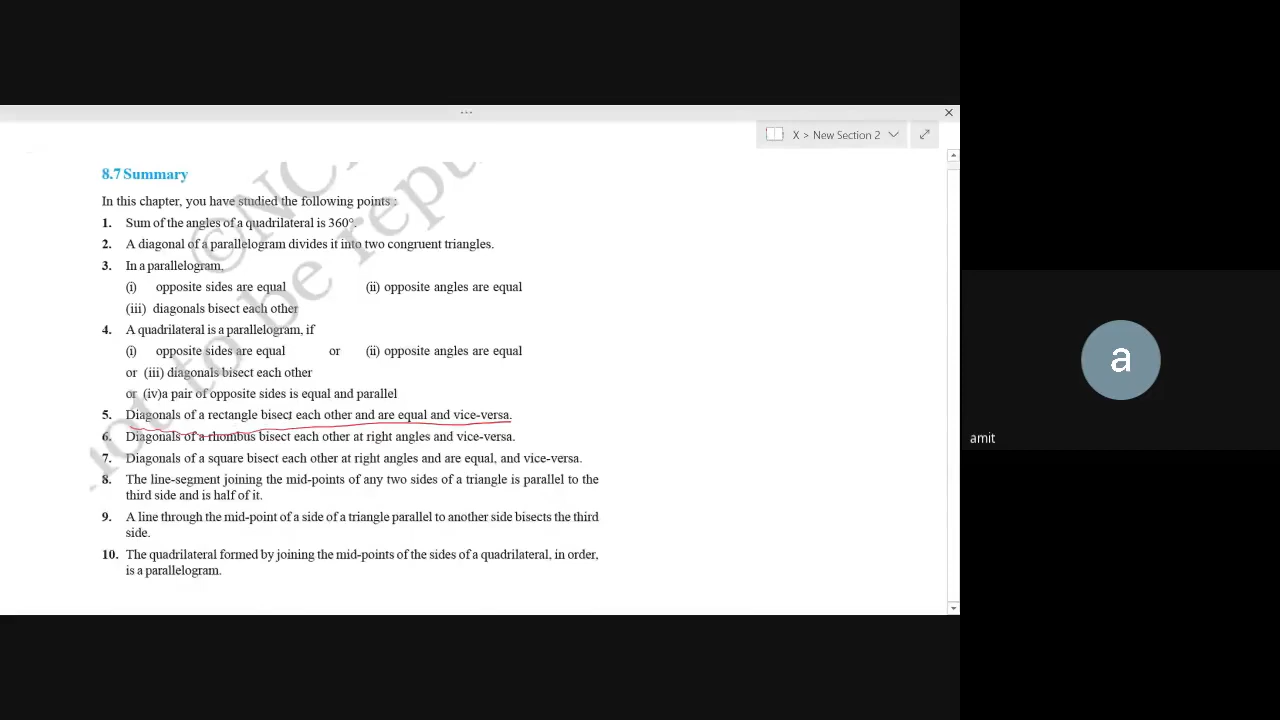 X > New Section 2
8.7 Summary
In this chapter, you have studied the following points :
1. Sum of the angles of a quadrilateral is 360°.
2. A diagonal of a parallelogram divides it into two congruent triangles.
3. In a parallelogram,
(i) opposite sides are equal (ii) opposite angles are equal
(iii) diagonals bisect each other
4. A quadrilateral is a parallelogram, if
(i) opposite sides are equal or (ii) opposite angles are equal
or (iii) diagonals bisect each other
or (iv)a pair of opposite sides is equal and parallel
5. Diagonals of a rectangle bisect each other and are equal and vice-versa.
6. Diagonals of a rhombus bisect each other at right angles and vice-versa.
7. Diagonals of a square bisect each other at right angles and are equal, and vice-versa.
8. The line-segment joining the mid-points of any two sides of a triangle is parallel to the
third side and is half of it.
9. A line through the mid-point of a side of a triangle parallel to another side bisects the third
side.
10. The quadrilateral formed by joining the mid-points of the sides of a quadrilateral, in order,
is a parallelogram.
©NC
not to be repu
a
amit